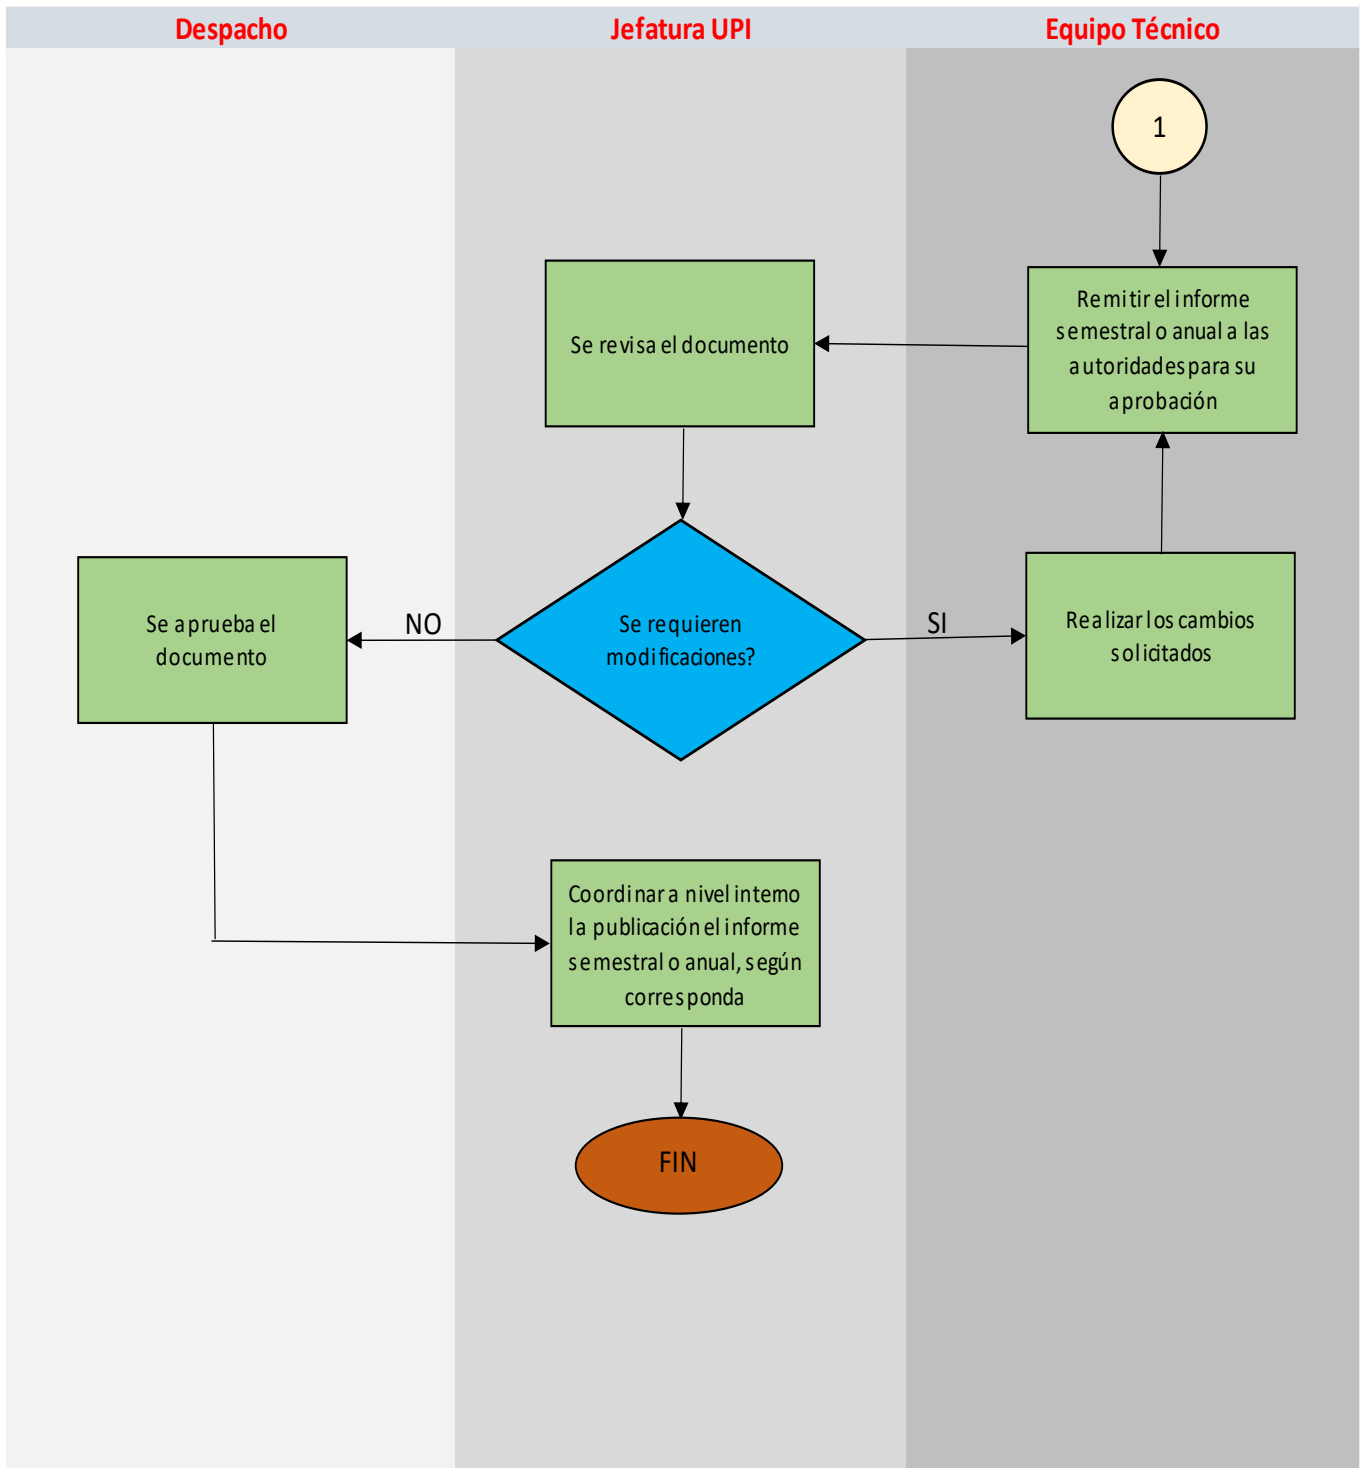 Despacho
Jefatura UPI
Equipo Técnico
1
Remitir el informe
semestral o anual a las
autoridades para su
aprobación
Se revisa el documento
Se requieren
modificaciones?
NO
SI
Se aprueba el
documento
Realizar los cambios
solicitados
Coordinar a nivel interno
la publicación el informe
semestral o anual, según
corresponda
FIN